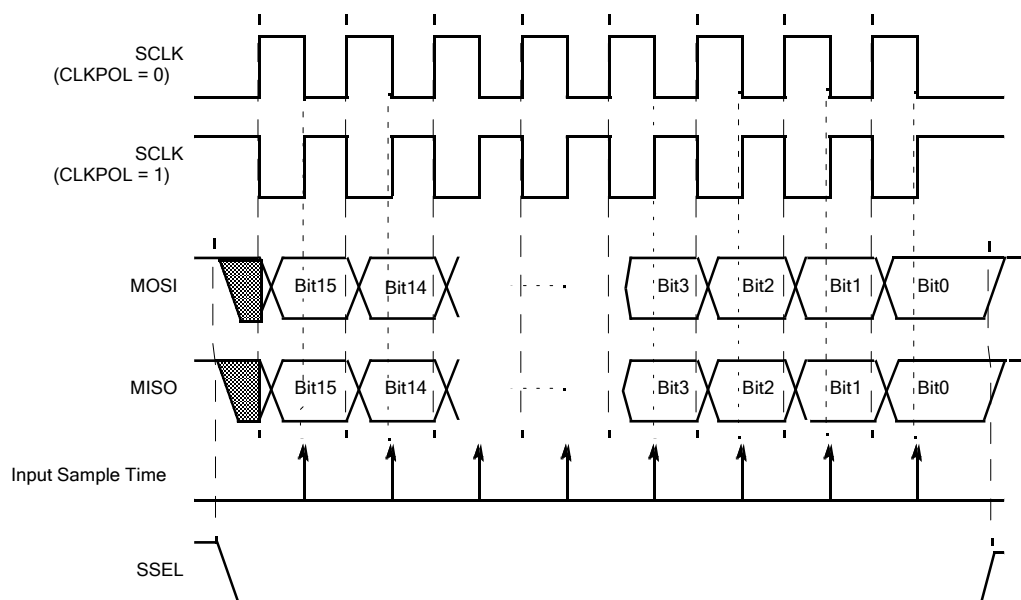 SCLK
(CLKPOL = 0)
SCLK
(CLKPOL = 1)
MOSI
Bit15
Bit14
Bit3
Bit2
Bit1
Bit0
MISO
Bit15
Bit14
Bit3
Bit2
Bit1
Bit0
Input Sample Time
SSEL